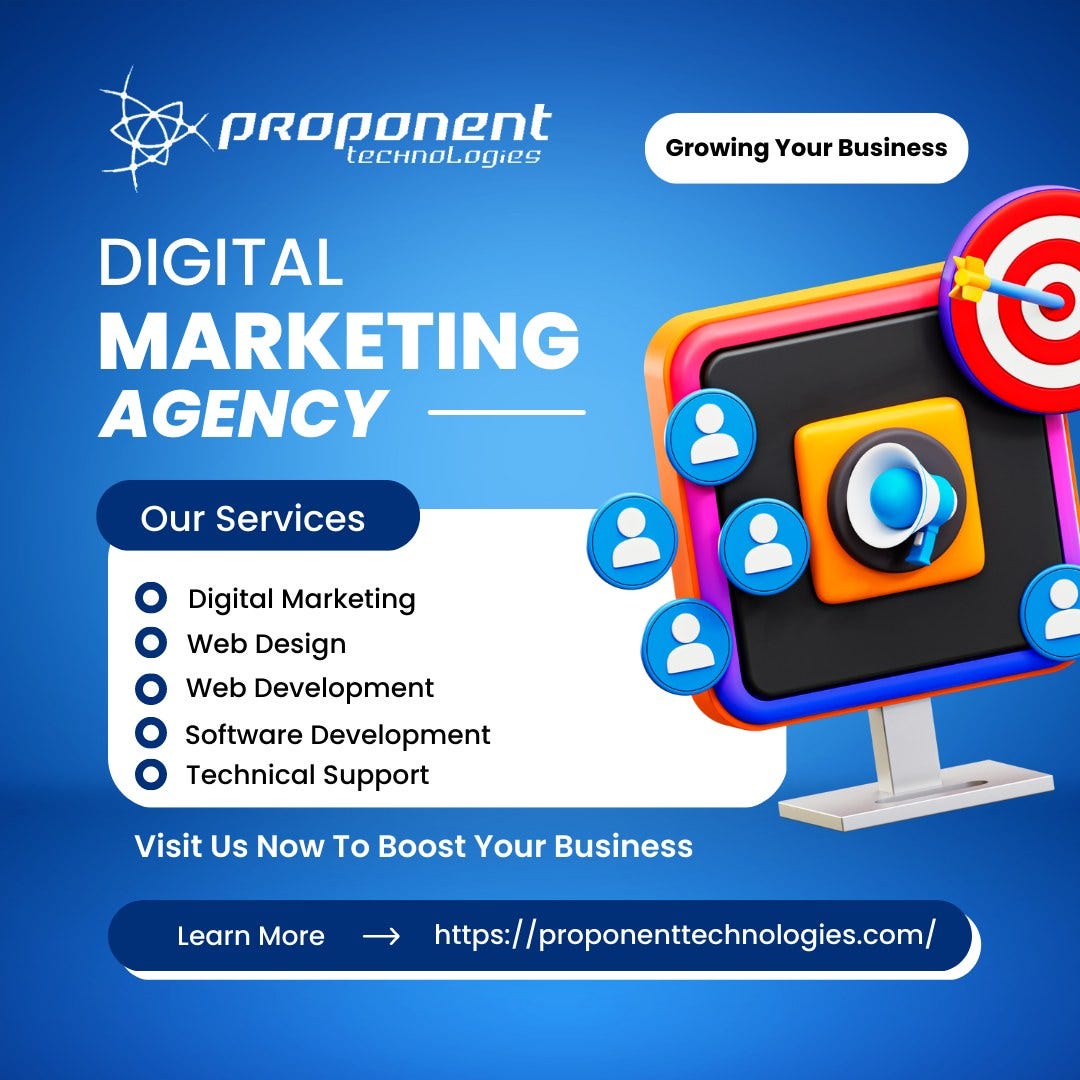 proponent
technologies
Growing Your Business
DIGITAL
MARKETING
AGENCY
Our Services
Digital Marketing
Web Design
Web Development
Software Development
Technical Support
Visit Us Now To Boost Your Business
Learn More → https://proponenttechnologies.com/